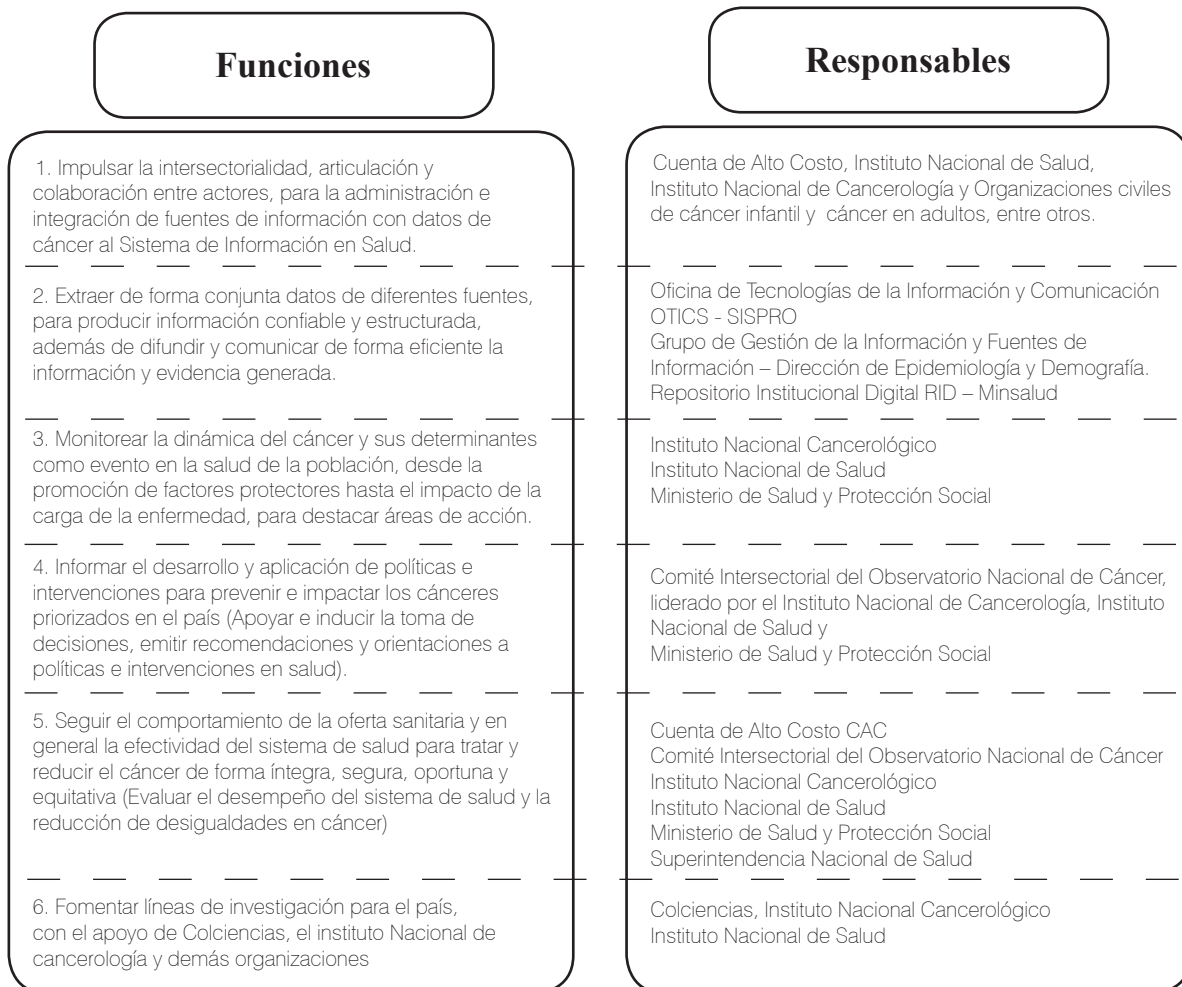 Funciones
Responsables
1. Impulsar la intersectorialidad, articulación y
colaboración entre actores, para la administración e
integración de fuentes de información con datos de
cáncer al Sistema de Información en Salud.
Cuenta de Alto Costo, Instituto Nacional de Salud,
Instituto Nacional de Cancerología y Organizaciones civiles
de cáncer infantil y cáncer en adultos, entre otros.
2. Extraer de forma conjunta datos de diferentes fuentes,
para producir información confiable y estructurada,
además de difundir y comunicar de forma eficiente la
información y evidencia generada.
Oficina de Tecnologías de la Información y Comunicación
OTICS - SISPRO
Grupo de Gestión de la Información y Fuentes de
Información – Dirección de Epidemiología y Demografía.
Repositorio Institucional Digital RID – Minsalud
3. Monitorear la dinámica del cáncer y sus determinantes
como evento en la salud de la población, desde la
promoción de factores protectores hasta el impacto de la
carga de la enfermedad, para destacar áreas de acción.
Instituto Nacional Cancerológico
Instituto Nacional de Salud
Ministerio de Salud y Protección Social
4. Informar el desarrollo y aplicación de políticas e
intervenciones para prevenir e impactar los cánceres
priorizados en el país (Apoyar e inducir la toma de
decisiones, emitir recomendaciones y orientaciones a
políticas e intervenciones en salud).
Comité Intersectorial del Observatorio Nacional de Cáncer,
liderado por el Instituto Nacional de Cancerología, Instituto
Nacional de Salud y
Ministerio de Salud y Protección Social
5. Seguir el comportamiento de la oferta sanitaria y en
general la efectividad del sistema de salud para tratar y
reducir el cáncer de forma íntegra, segura, oportuna y
equitativa (Evaluar el desempeño del sistema de salud y la
reducción de desigualdades en cáncer)
Cuenta de Alto Costo CAC
Comité Intersectorial del Observatorio Nacional de Cáncer
Instituto Nacional Cancerológico
Instituto Nacional de Salud
Ministerio de Salud y Protección Social
Superintendencia Nacional de Salud
6. Fomentar líneas de investigación para el país,
con el apoyo de Colciencias, el instituto Nacional de
cancerología y demás organizaciones
Colciencias, Instituto Nacional Cancerológico
Instituto Nacional de Salud